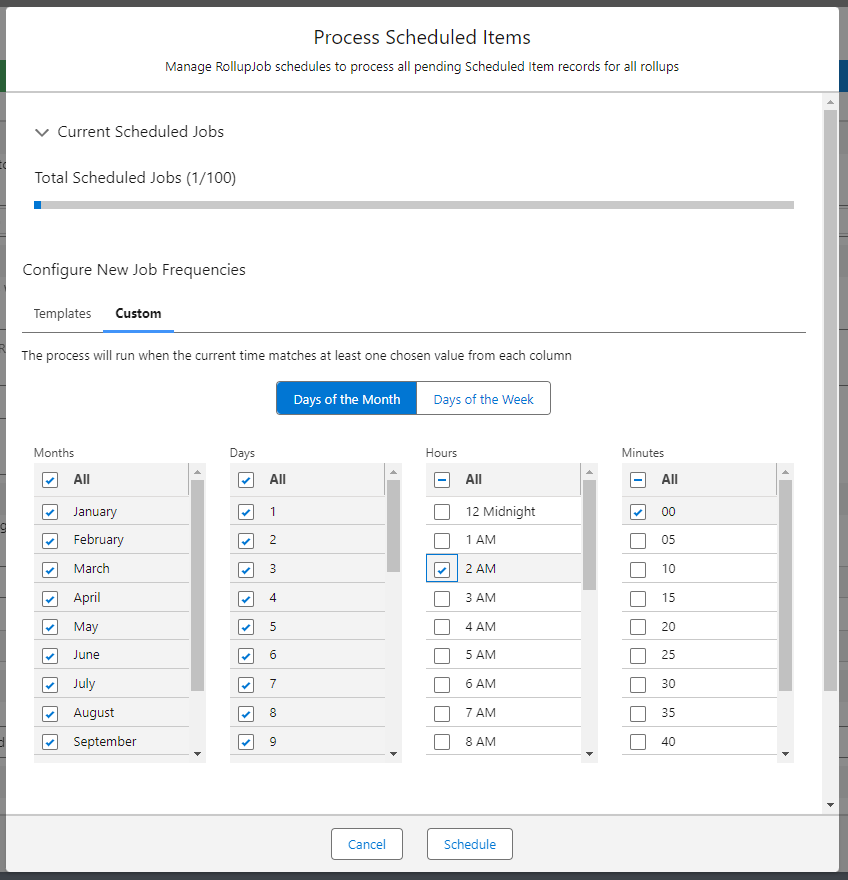 Process Scheduled Items
Manage RollupJob schedules to process all pending Scheduled Item records for all rollups
Current Scheduled Jobs
Total Scheduled Jobs (1/100)
Configure New Job Frequencies
Templates Custom
The process will run when the current time matches at least one chosen value from each column
Days of the Month Days of the Week
Months Days Hours Minutes
All All All All
January 1 12 Midnight 00
February 2 1 AM 05
March 3 2 AM 10
April 4 3 AM 15
May 5 4 AM 20
June 6 5 AM 25
July 7 6 AM 30
August 8 7 AM 35
September 9 8 AM 40
Cancel Schedule